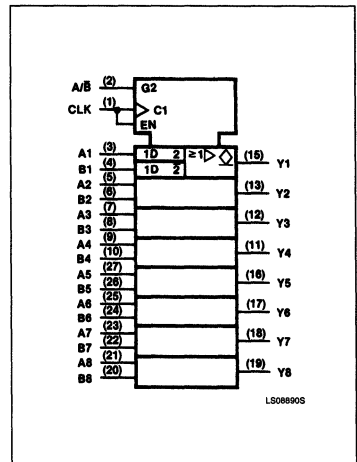 A/B̅ (2) G2
CLK (1) C1
EN
A1 (3) 1D 2 ≥1 ▷ ◇ (15) Y1
B1 (4) 1D 2̅
A2 (5)
B2 (6) (13) Y2
A3 (7)
B3 (8) (12) Y3
A4 (9)
B4 (10) (11) Y4
A5 (27)
B5 (26) (16) Y5
A6 (25)
B6 (24) (17) Y6
A7 (23)
B7 (22) (18) Y7
A8 (21)
B8 (20) (19) Y8
LS08890S